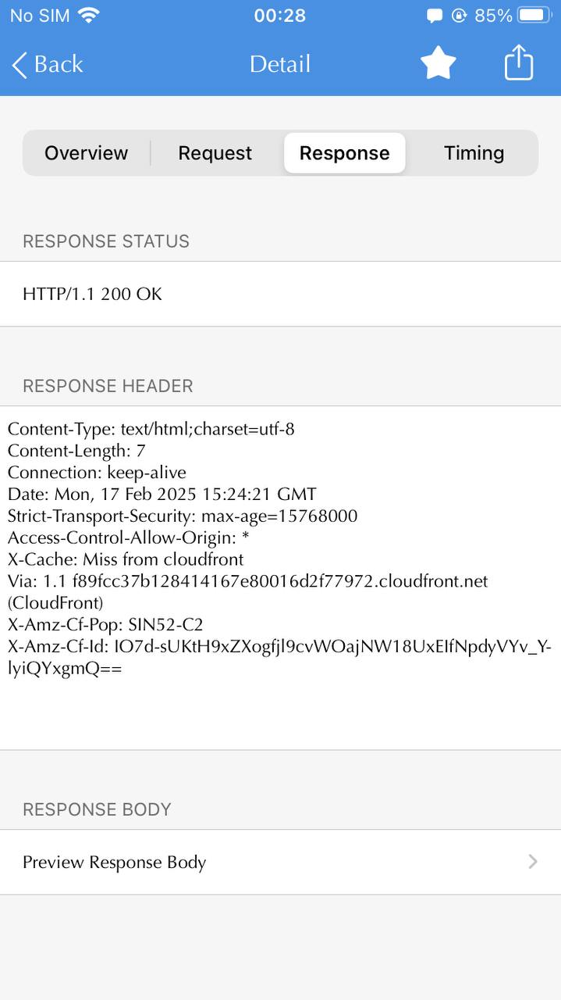 No SIM 00:28 85%
Back Detail
Overview Request Response Timing
RESPONSE STATUS
HTTP/1.1 200 OK
RESPONSE HEADER
Content-Type: text/html;charset=utf-8
Content-Length: 7
Connection: keep-alive
Date: Mon, 17 Feb 2025 15:24:21 GMT
Strict-Transport-Security: max-age=15768000
Access-Control-Allow-Origin: *
X-Cache: Miss from cloudfront
Via: 1.1 f89fcc37b128414167e80016d2f77972.cloudfront.net
(CloudFront)
X-Amz-Cf-Pop: SIN52-C2
X-Amz-Cf-Id: IO7d-sUKtH9xZXogfjl9cvWOajNW18UxEIfNpdyVYv_Y-
lyiQYxgmQ==
RESPONSE BODY
Preview Response Body